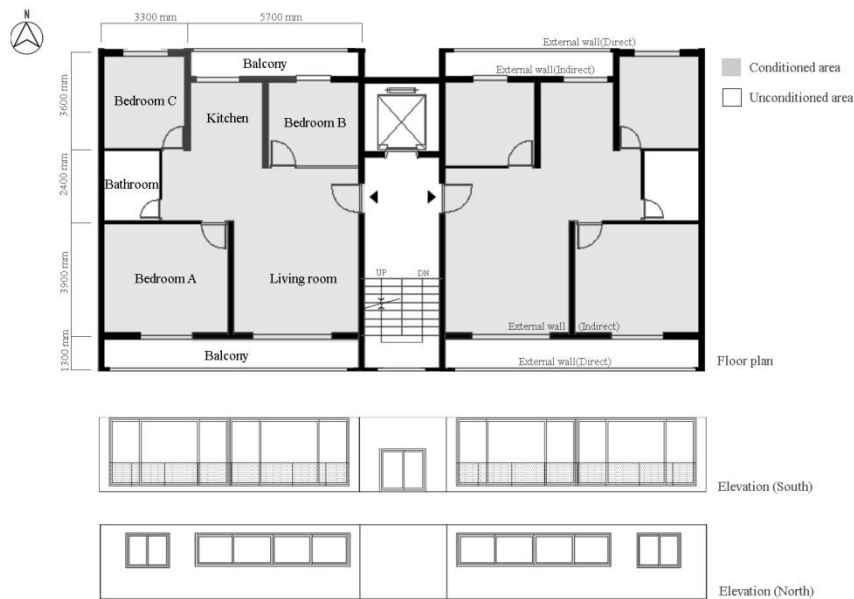 N
3300 mm
5700 mm
External wall(Direct)
Balcony
External wall(Indirect)
Conditioned area
Unconditioned area
3600 mm
Bedroom C
Kitchen
Bedroom B
2400 mm
Bathroom
3900 mm
Bedroom A
Living room
UP
DN
External wall
(Indirect)
1300 mm
Balcony
External wall(Direct)
Floor plan
Elevation (South)
Elevation (North)